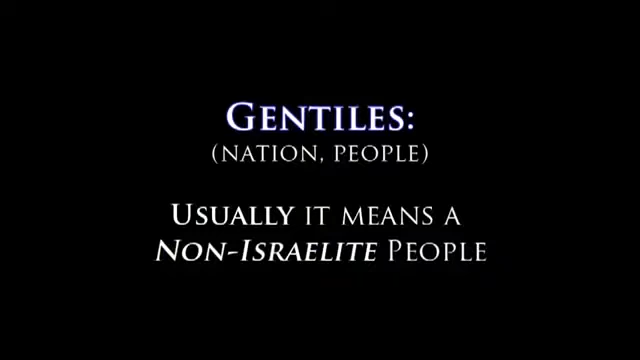 GENTILES:
(NATION, PEOPLE)
USUALLY IT MEANS A
NON-ISRAELITE PEOPLE